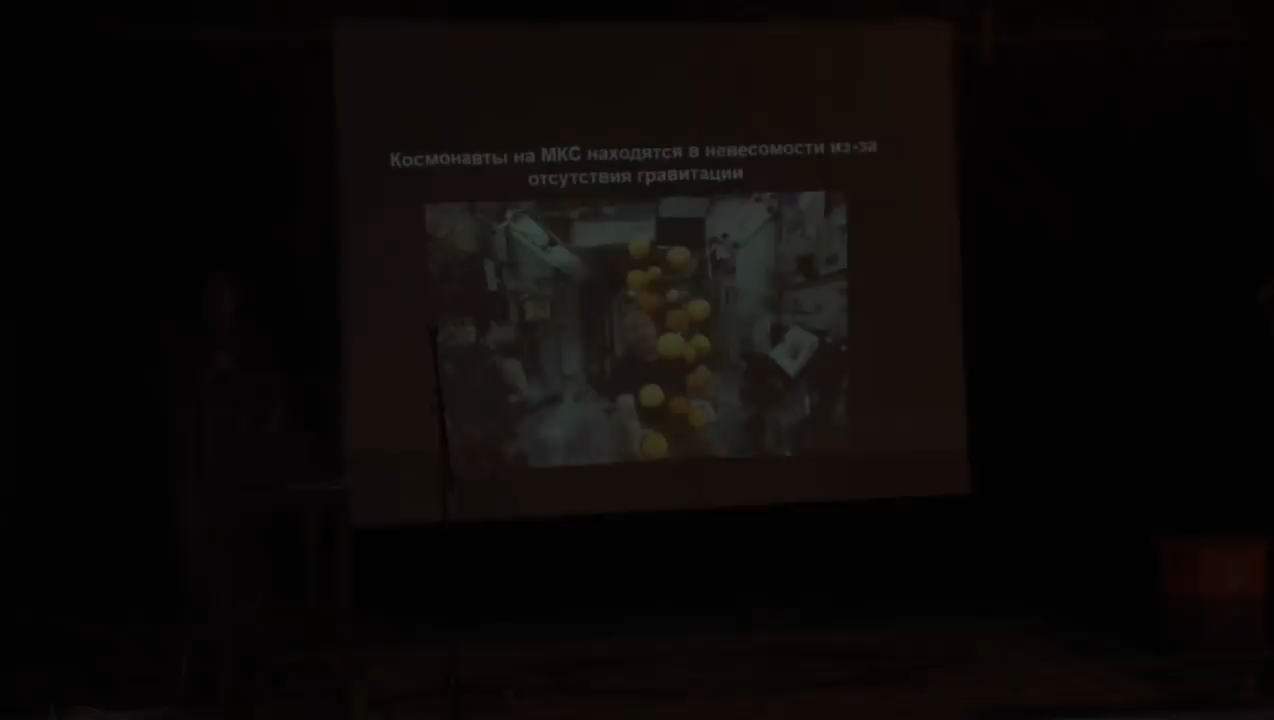 Космонавты на МКС находятся в невесомости из-за
отсутствия гравитации